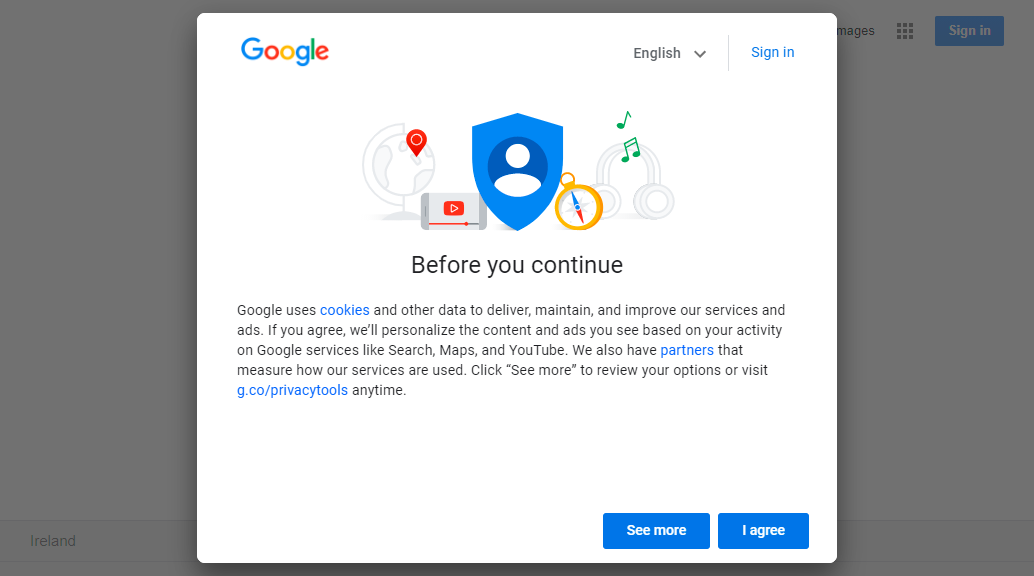 Google
English
Sign in
mages
Sign in
Before you continue
Google uses cookies and other data to deliver, maintain, and improve our services and
ads. If you agree, we’ll personalize the content and ads you see based on your activity
on Google services like Search, Maps, and YouTube. We also have partners that
measure how our services are used. Click “See more” to review your options or visit
g.co/privacytools anytime.
See more
I agree
Ireland